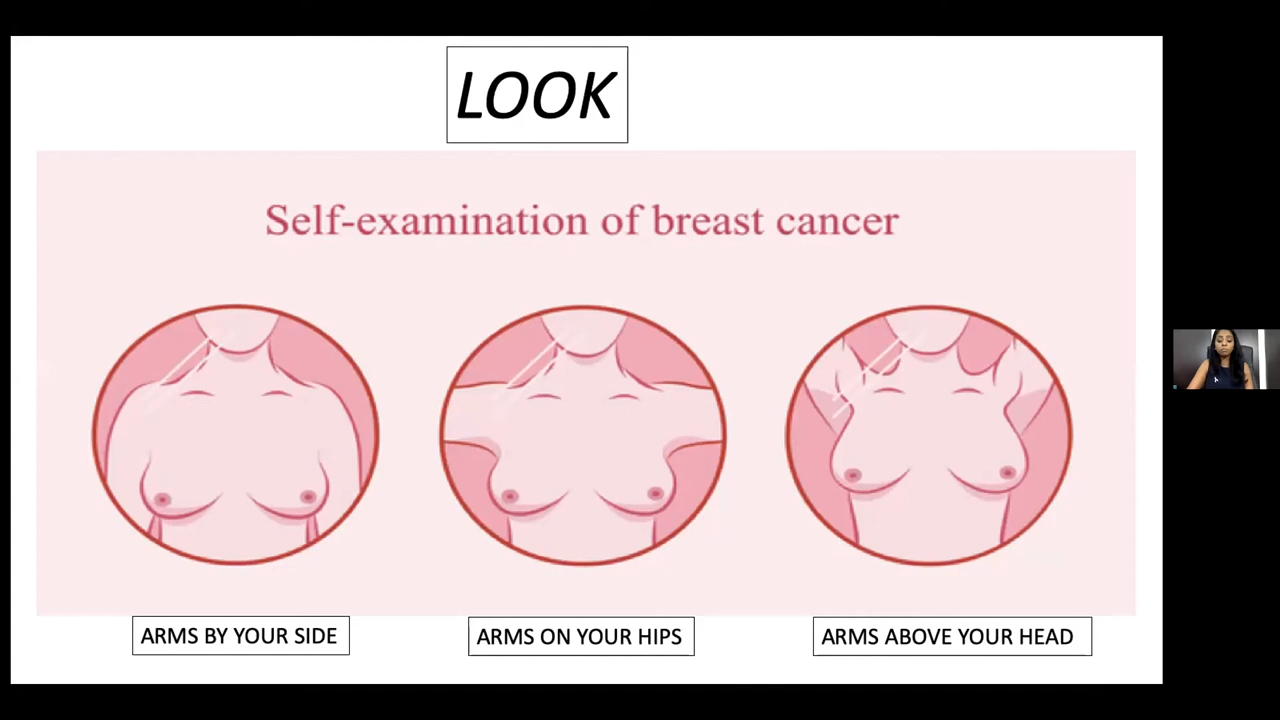 LOOK
Self-examination of breast cancer
ARMS BY YOUR SIDE
ARMS ON YOUR HIPS
ARMS ABOVE YOUR HEAD